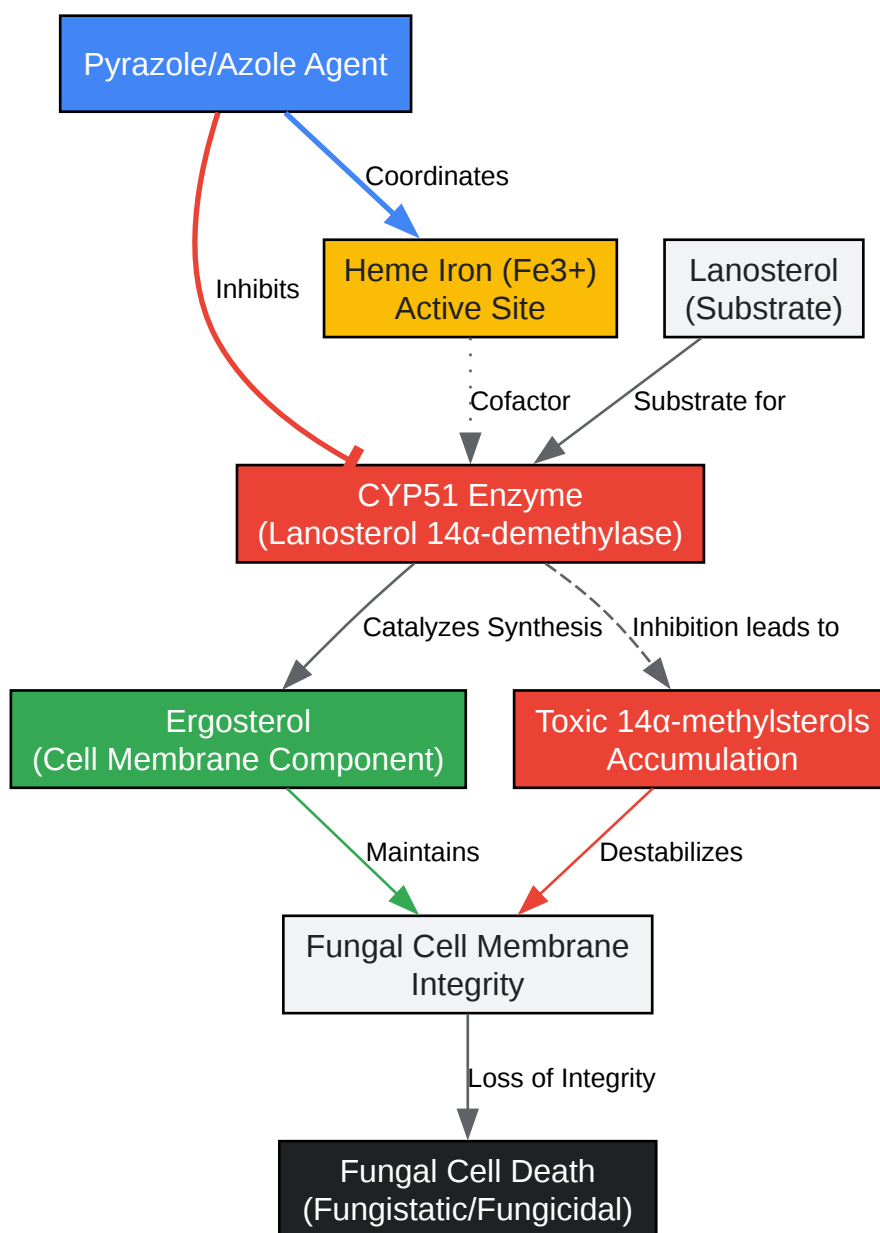 Pyrazole/Azole Agent
Coordinates
Heme Iron (Fe3+)
Active Site
Lanosterol
(Substrate)
Inhibits
Cofactor
Substrate for
CYP51 Enzyme
(Lanosterol 14α-demethylase)
Catalyzes Synthesis
Inhibition leads to
Ergosterol
(Cell Membrane Component)
Toxic 14α-methylsterols
Accumulation
Maintains
Destabilizes
Fungal Cell Membrane
Integrity
Loss of Integrity
Fungal Cell Death
(Fungistatic/Fungicidal)